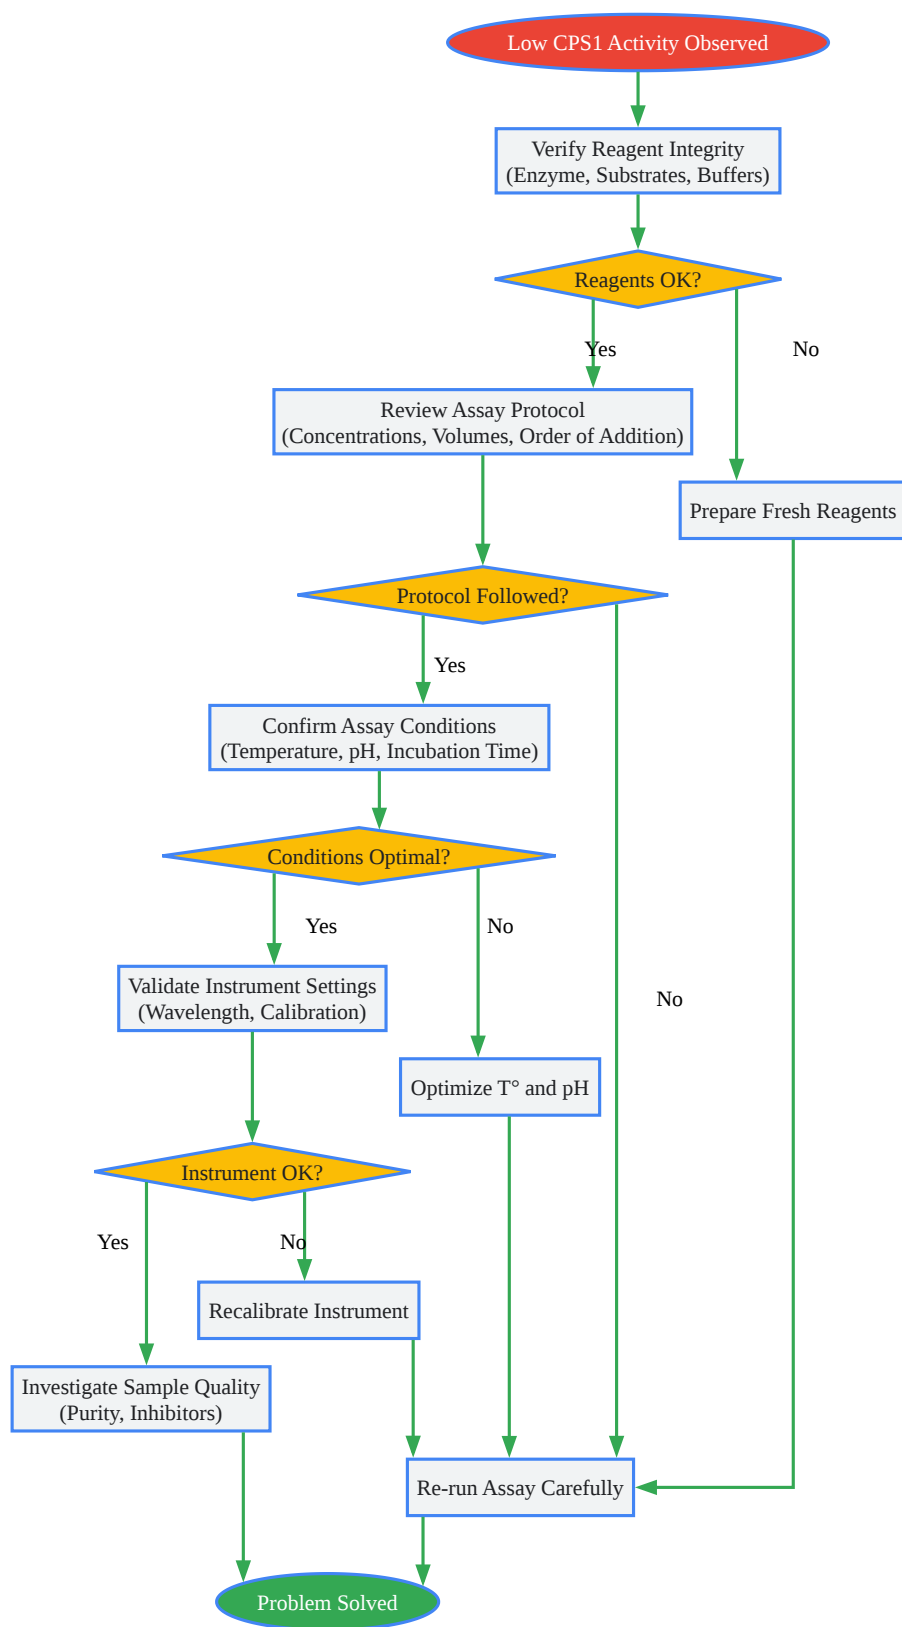 Low CPS1 Activity Observed
Verify Reagent Integrity
(Enzyme, Substrates, Buffers)
Reagents OK?
Yes
No
Review Assay Protocol
(Concentrations, Volumes, Order of Addition)
Prepare Fresh Reagents
Protocol Followed?
Yes
Confirm Assay Conditions
(Temperature, pH, Incubation Time)
Conditions Optimal?
Yes
No
Validate Instrument Settings
(Wavelength, Calibration)
No
Optimize T° and pH
Instrument OK?
Yes
No
Recalibrate Instrument
Investigate Sample Quality
(Purity, Inhibitors)
Re-run Assay Carefully
Problem Solved